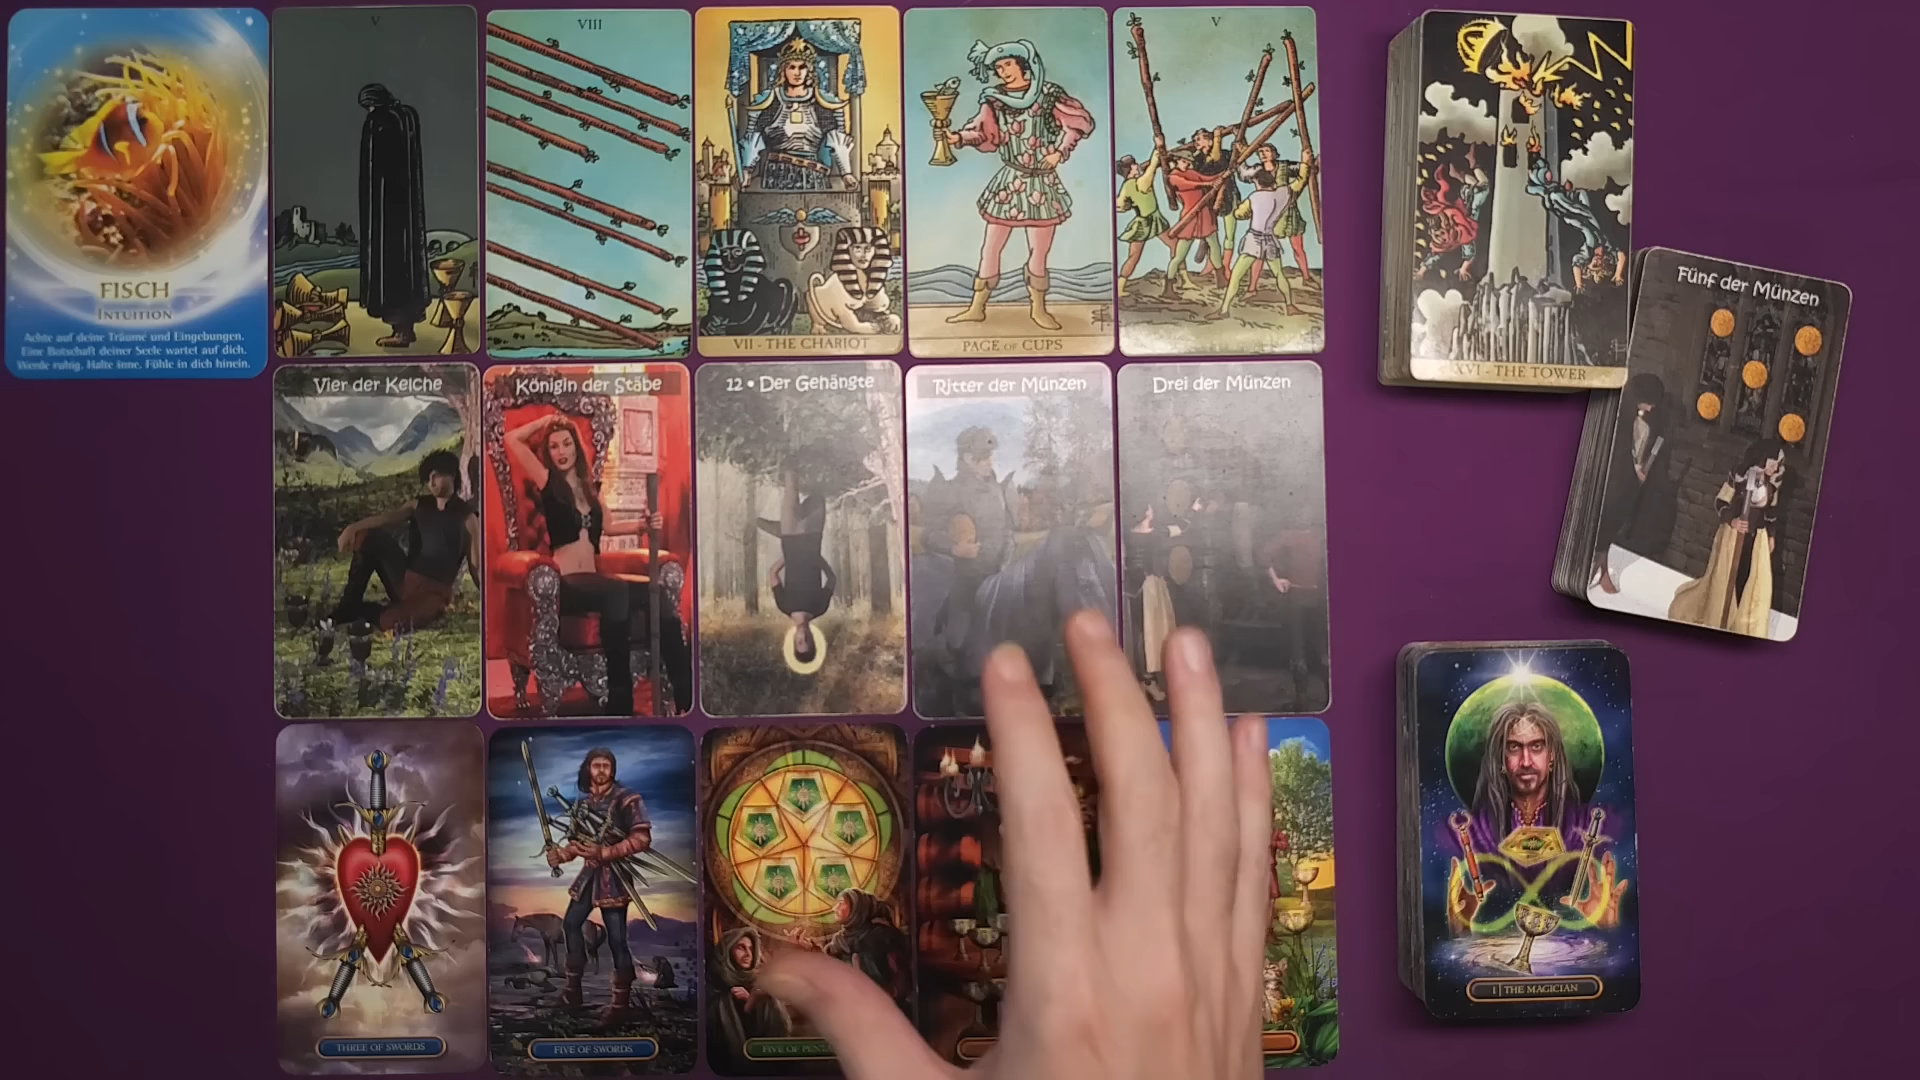 FISCH
INTUITION
Achte auf deine Träume und Eingebungen.
Eine Botschaft deiner Seele wartet auf dich.
Werde ruhig. Halte inne. Fühle in dich hinein.
V
VIII
VII - THE CHARIOT
PAGE OF CUPS
V
XVI - THE TOWER
Fünf der Münzen
Vier der Kelche
Königin der Stäbe
12 • Der Gehängte
Ritter der Münzen
Drei der Münzen
THREE OF SWORDS
FIVE OF SWORDS
FIVE OF
I | THE MAGICIAN